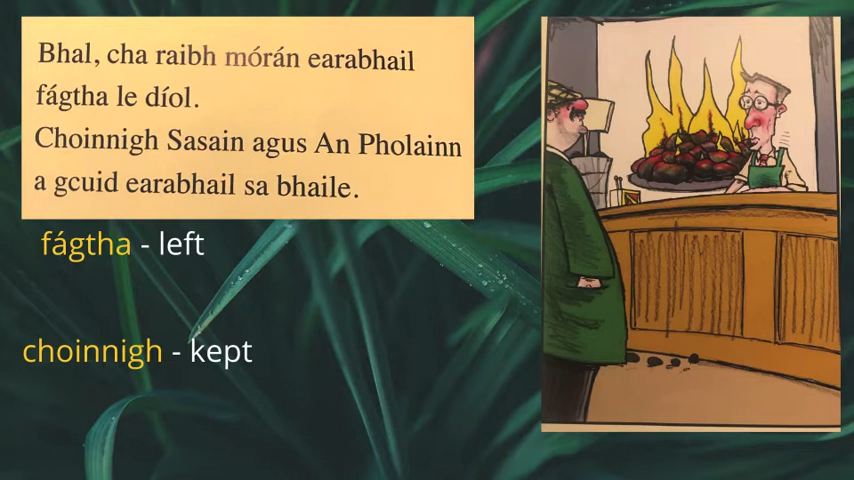 Bhal, cha raibh mórán earabhail
fágtha le díol.
Choinnigh Sasain agus An Pholainn
a gcuid earabhail sa bhaile.
fágtha - left
choinnigh - kept